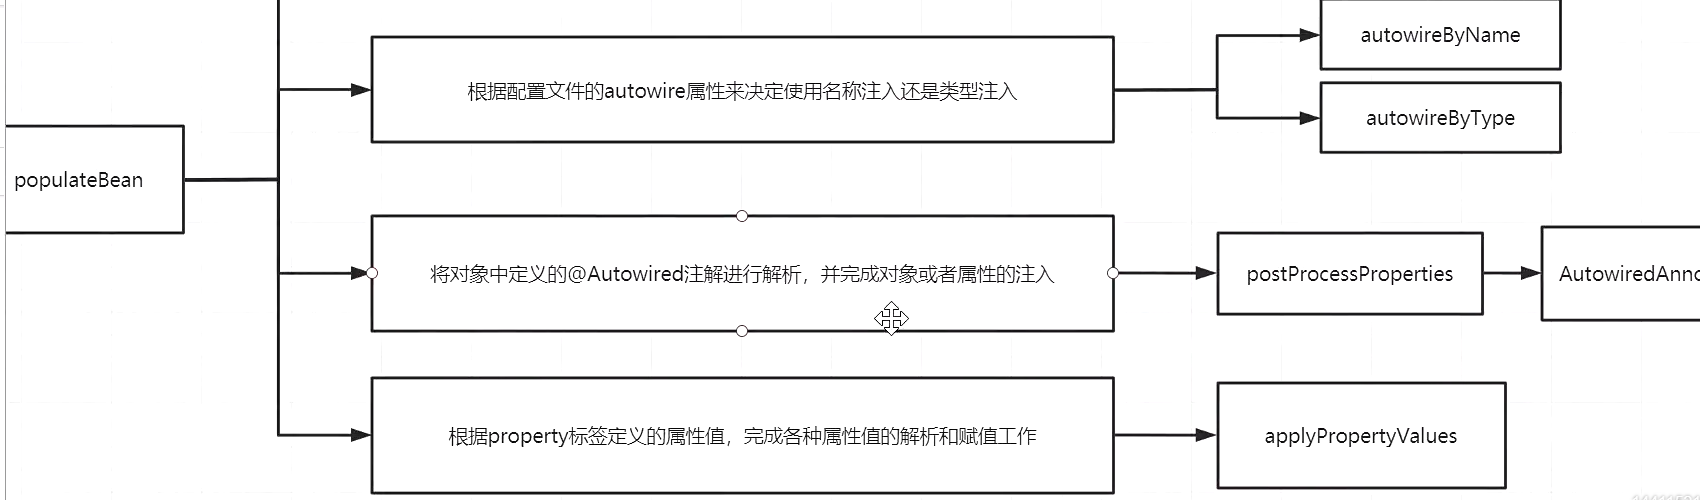 autowireByName
根据配置文件的autowire属性来决定使用名称注入还是类型注入
autowireByType
populateBean
将对象中定义的@Autowired注解进行解析，并完成对象或者属性的注入
postProcessProperties
AutowiredAnno
根据property标签定义的属性值，完成各种属性值的解析和赋值工作
applyPropertyValues